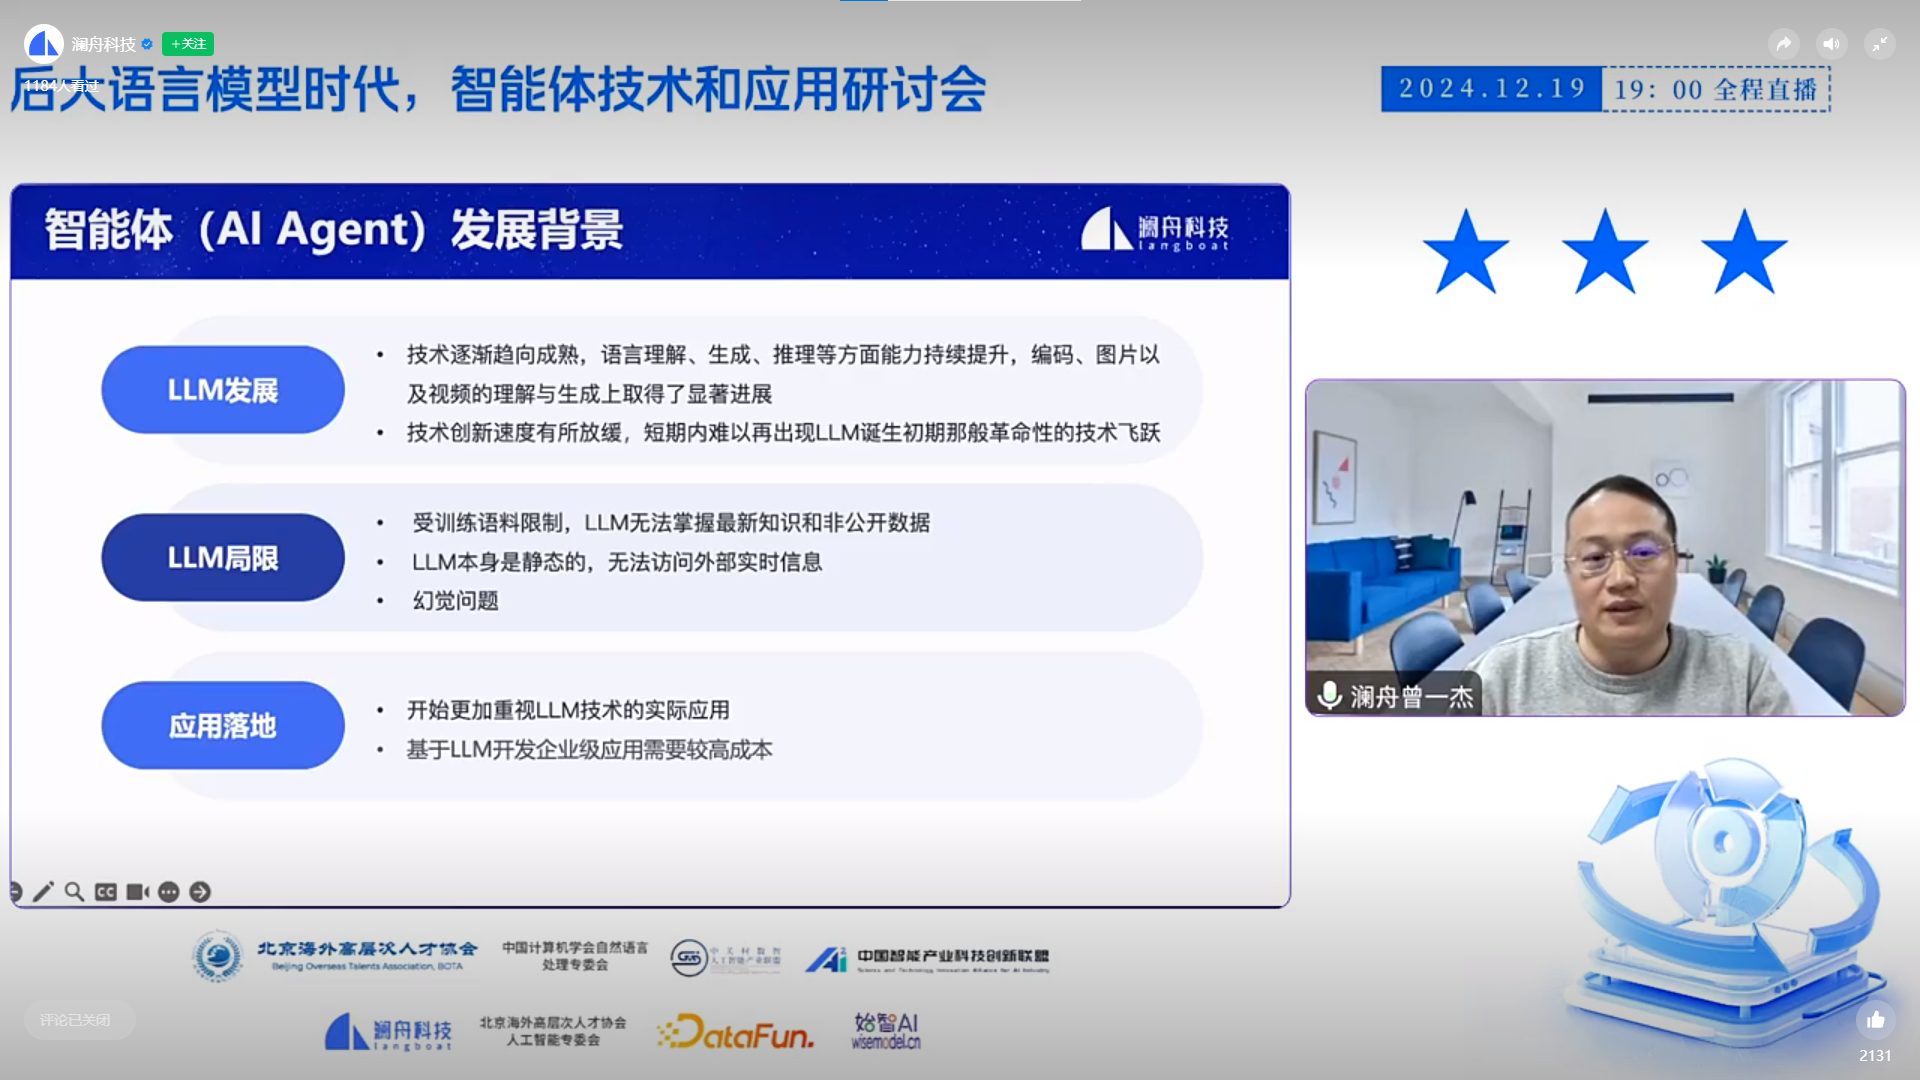 澜舟科技
+关注
1184人看过
后大语言模型时代，智能体技术和应用研讨会
2024.12.19
19：00 全程直播
智能体（AI Agent）发展背景
澜舟科技
langboat
LLM发展
• 技术逐渐趋向成熟，语言理解、生成、推理等方面能力持续提升，编码、图片以
及视频的理解与生成上取得了显著进展
• 技术创新速度有所放缓，短期内难以再出现LLM诞生初期那般革命性的技术飞跃
LLM局限
• 受训练语料限制，LLM无法掌握最新知识和非公开数据
• LLM本身是静态的，无法访问外部实时信息
• 幻觉问题
应用落地
• 开始更加重视LLM技术的实际应用
• 基于LLM开发企业级应用需要较高成本
澜舟曾一杰
CC
北京海外高层次人才协会
Beijing Overseas Talents Association, BOTA
中国计算机学会自然语言
处理专委会
中国智能产业科技创新联盟
Science and Technology Innovation Alliance for AI Industry
澜舟科技
langboat
北京海外高层次人才协会
人工智能专委会
DataFun.
始智AI
wisemodel.cn
评论已关闭
2131